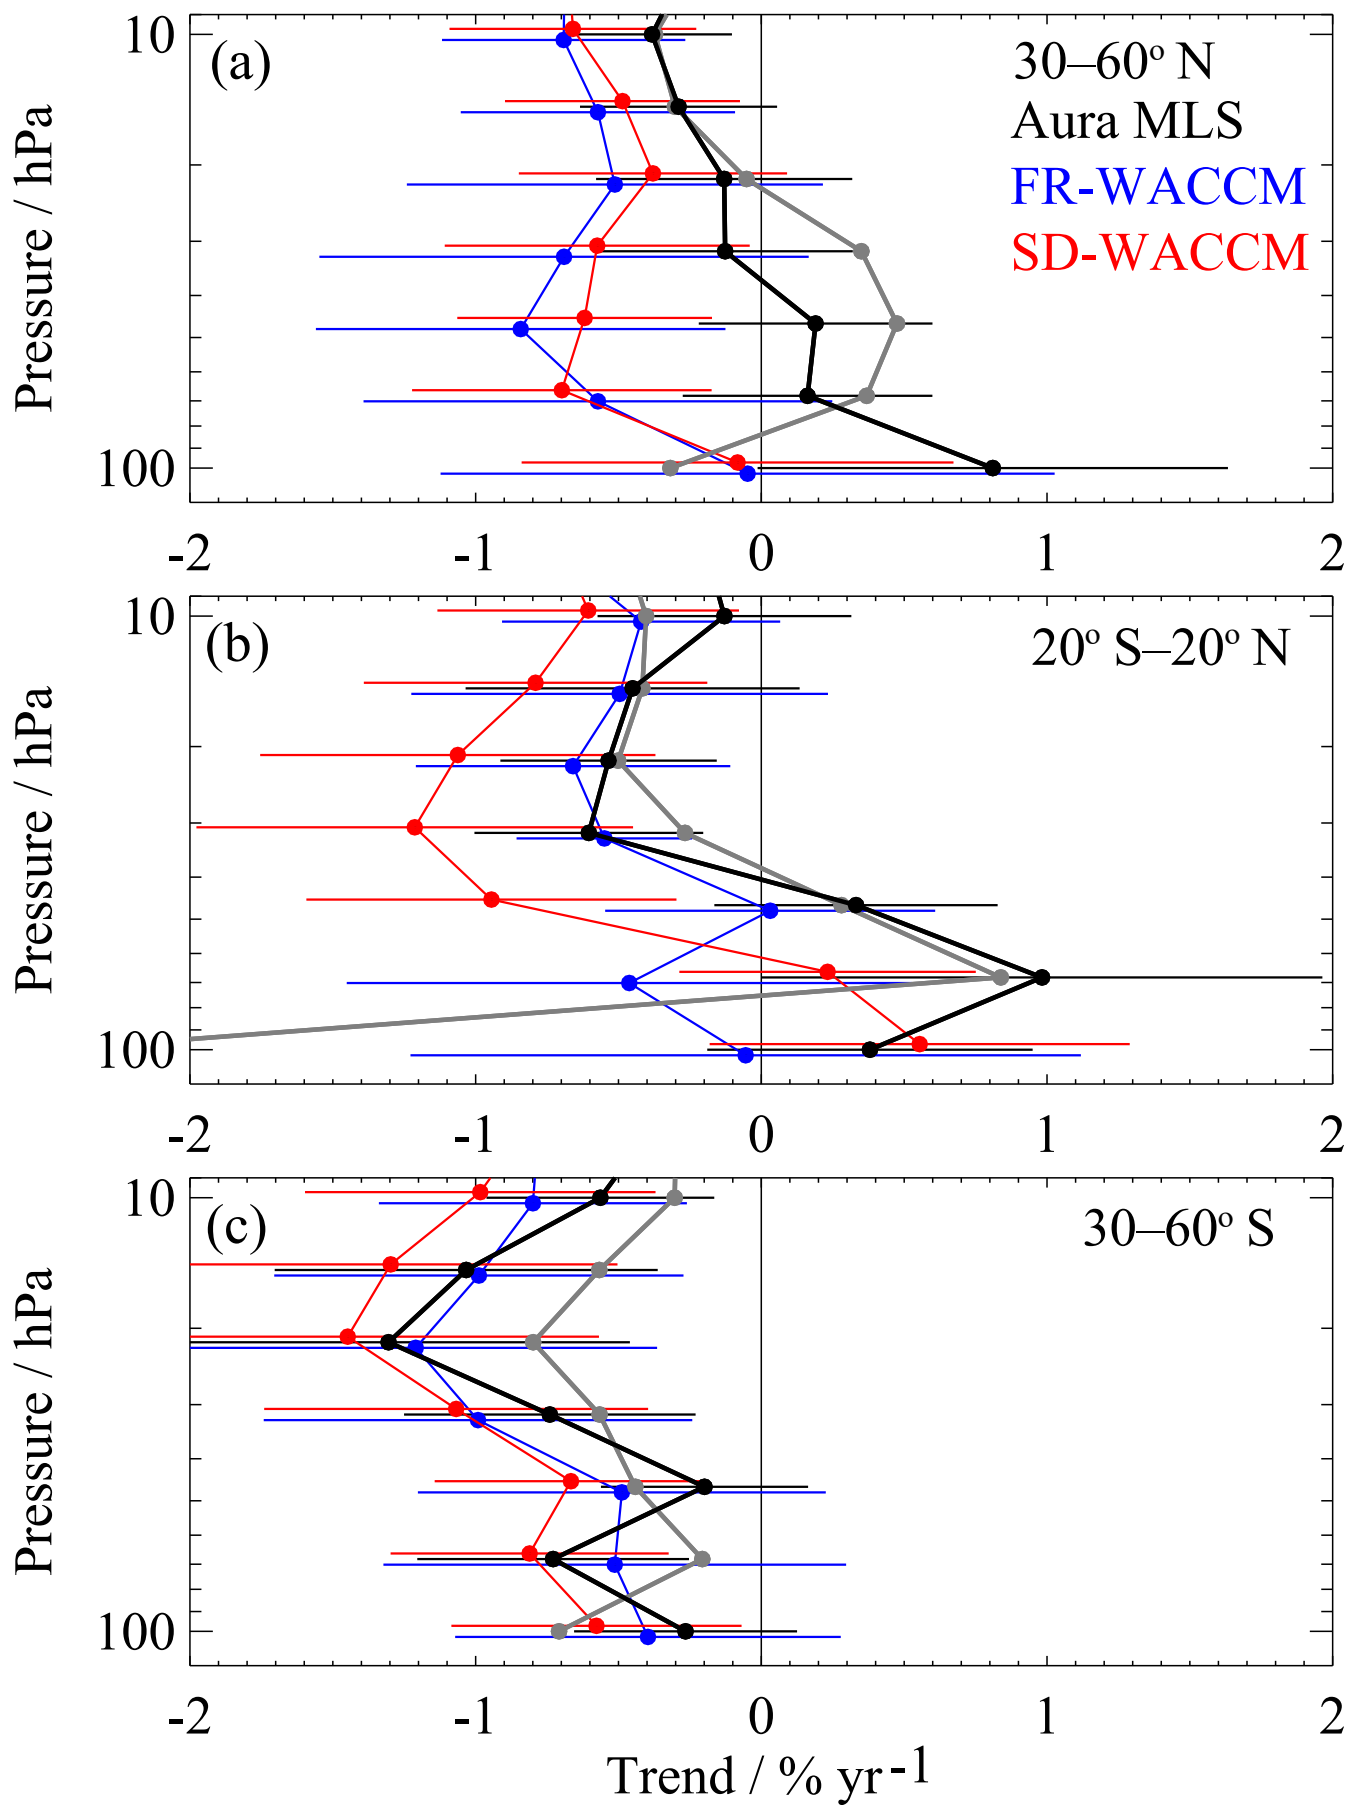 (a)
30–60° N
Aura MLS
FR-WACCM
SD-WACCM
Pressure / hPa
10
100
-2 -1 0 1 2
(b)
20° S–20° N
Pressure / hPa
10
100
-2 -1 0 1 2
(c)
30–60° S
Pressure / hPa
10
100
-2 -1 0 1 2
Trend / % yr-1